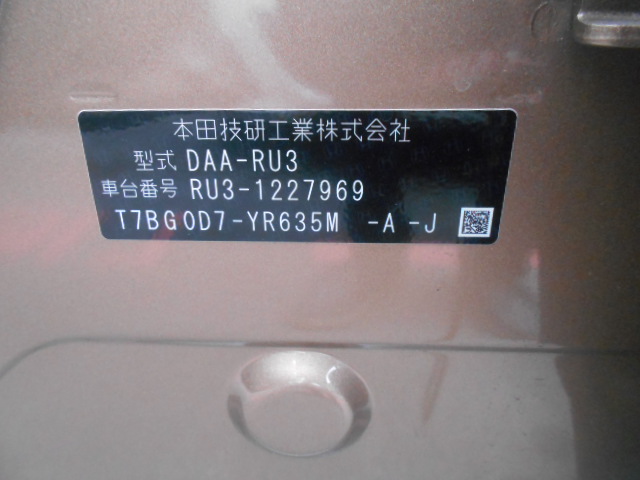 本田技研工業株式会社
型式 DAA-RU3
車台番号 RU3-1227969
T7BG0D7-YR635M -A -J